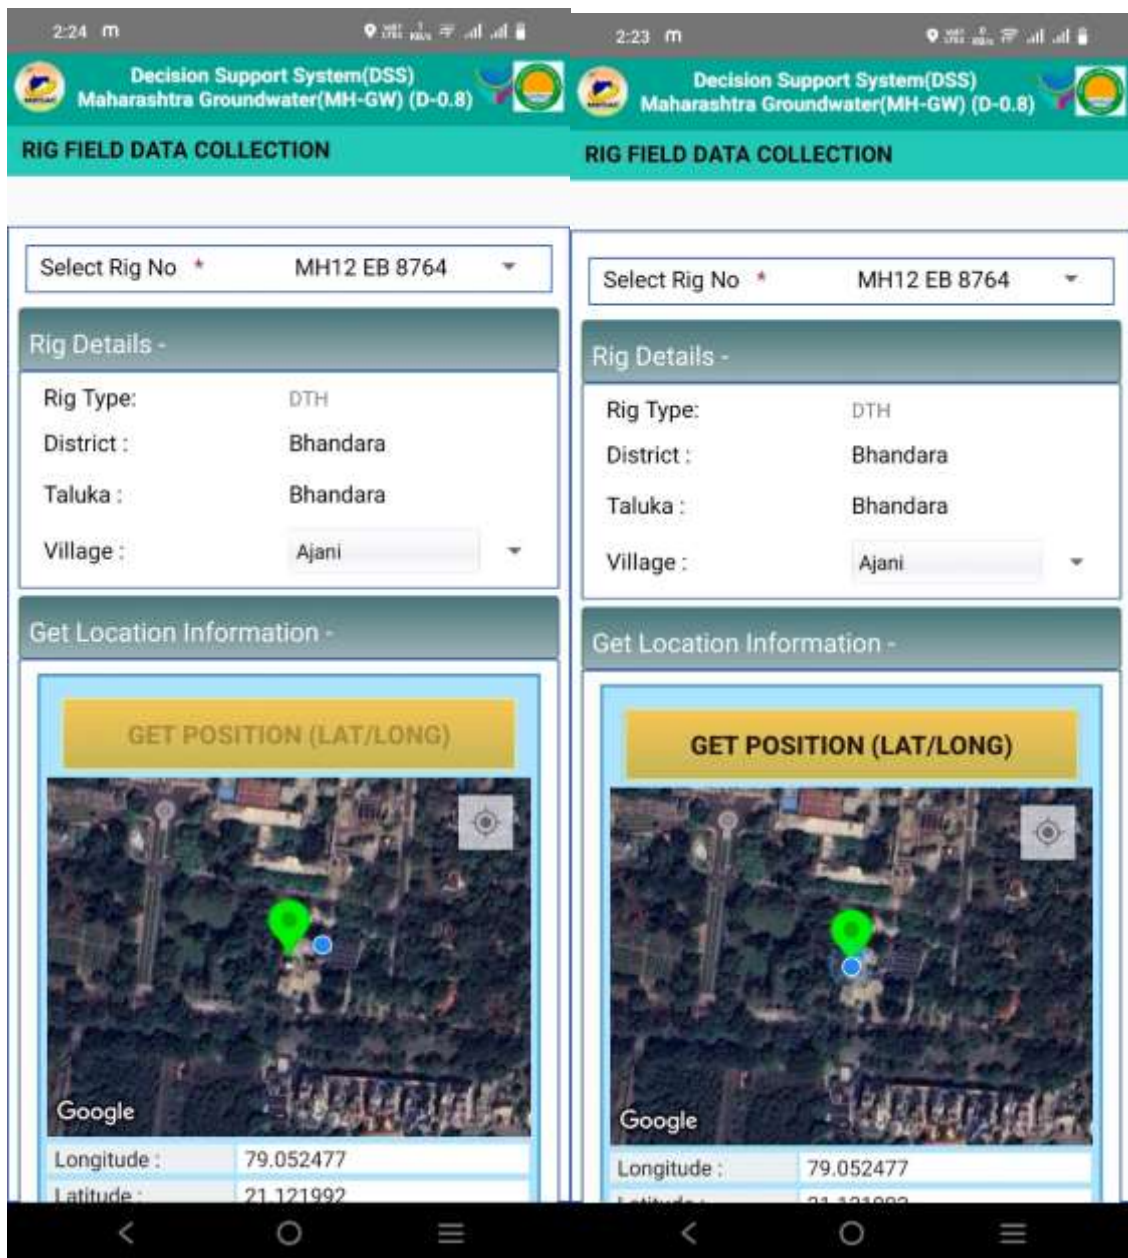 2:24 m
Decision Support System(DSS)
Maharashtra Groundwater(MH-GW) (D-0.8)
RIG FIELD DATA COLLECTION
Select Rig No * MH12 EB 8764
Rig Details -
Rig Type: DTH
District : Bhandara
Taluka : Bhandara
Village : Ajani
Get Location Information -
GET POSITION (LAT/LONG)
Google
Longitude : 79.052477
Latitude : 21.121992
2:23 m
Decision Support System(DSS)
Maharashtra Groundwater(MH-GW) (D-0.8)
RIG FIELD DATA COLLECTION
Select Rig No * MH12 EB 8764
Rig Details -
Rig Type: DTH
District : Bhandara
Taluka : Bhandara
Village : Ajani
Get Location Information -
GET POSITION (LAT/LONG)
Google
Longitude : 79.052477
Latitude : 21.121992